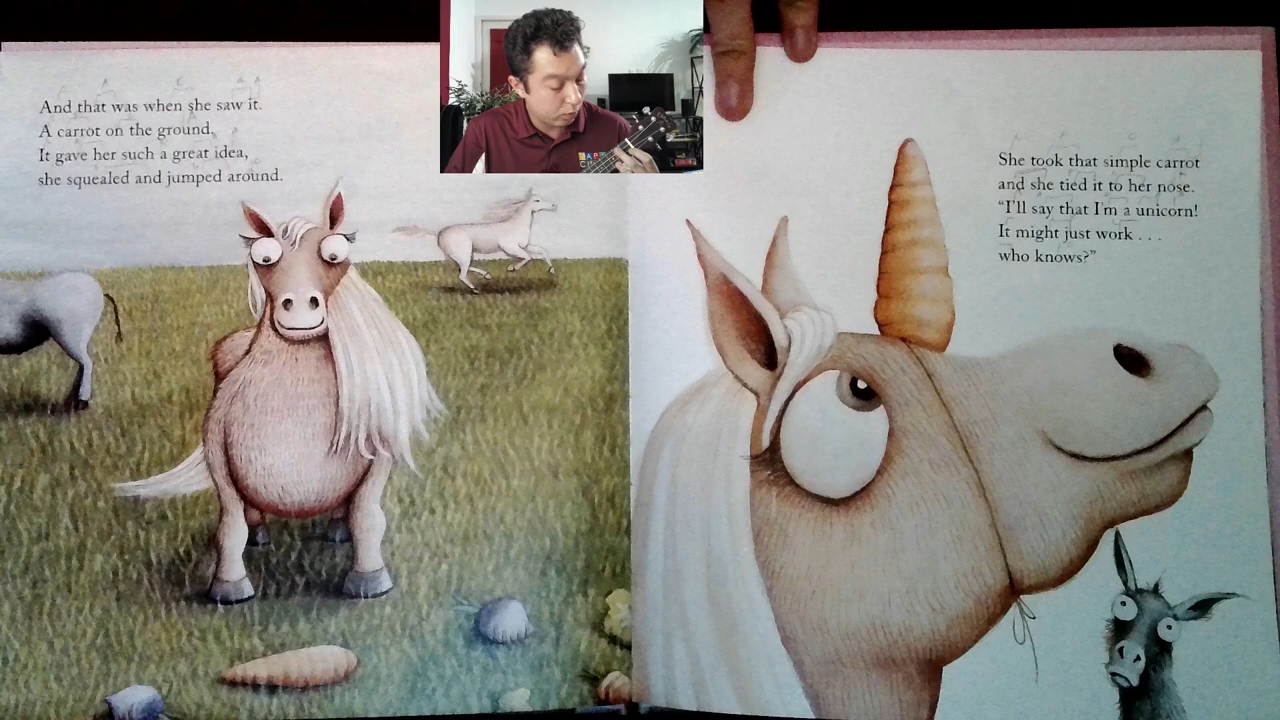 And that was when she saw it.
A carrot on the ground,
It gave her such a great idea,
she squealed and jumped around.
She took that simple carrot
and she tied it to her nose.
“I’ll say that I’m a unicorn!
It might just work . . .
who knows?”